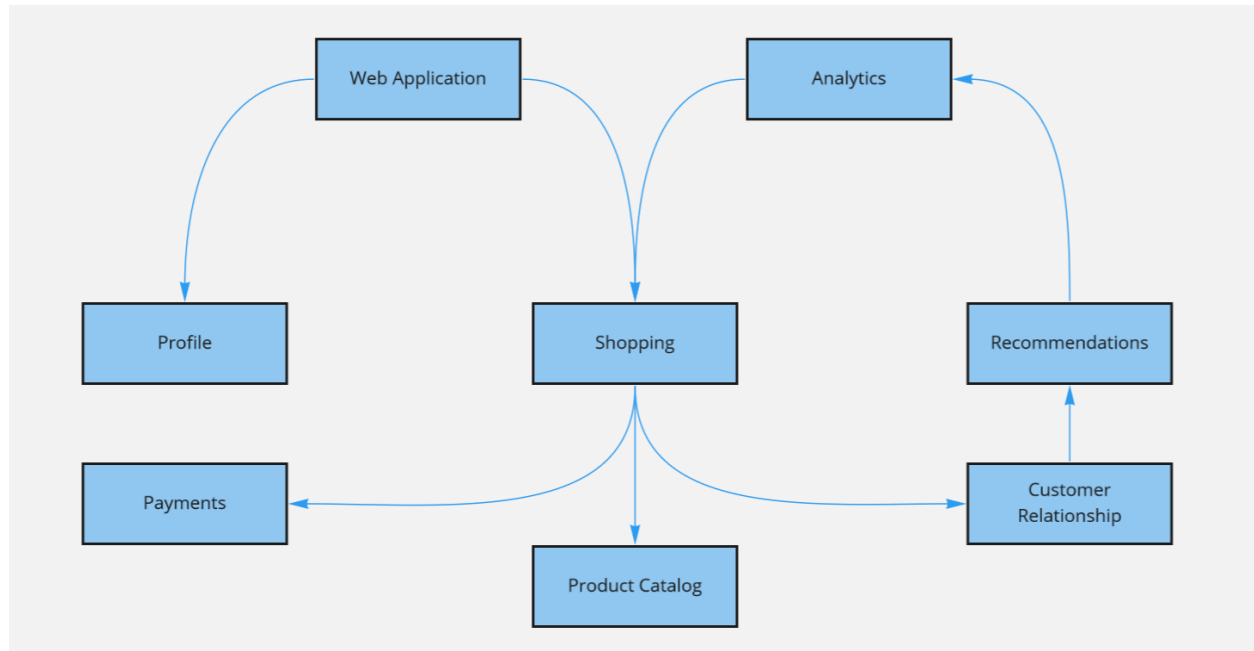 Web Application
Analytics
Profile
Shopping
Recommendations
Payments
Customer
Relationship
Product Catalog